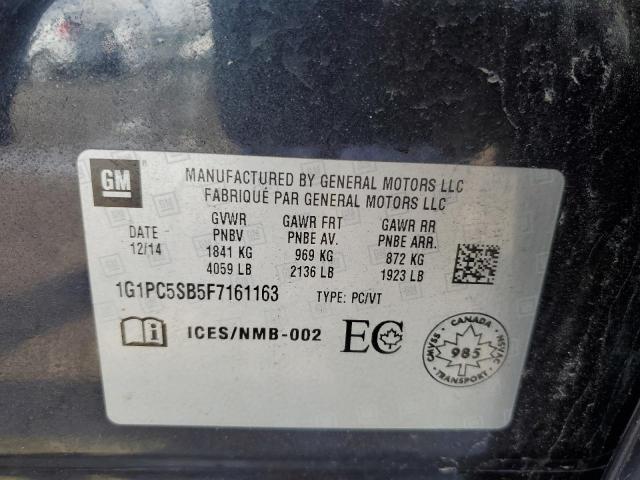 GM
MANUFACTURED BY GENERAL MOTORS LLC
FABRIQUÉ PAR GENERAL MOTORS LLC
DATE 12/14
GVWR PNBV 1841 KG 4059 LB
GAWR FRT PNBE AV. 969 KG 2136 LB
GAWR RR PNBE ARR. 872 KG 1923 LB
1G1PC5SB5F7161163 TYPE: PC/VT
i ICES/NMB-002 EC
CANADA
CMVSS 985 NSVAC
TRANSPORT